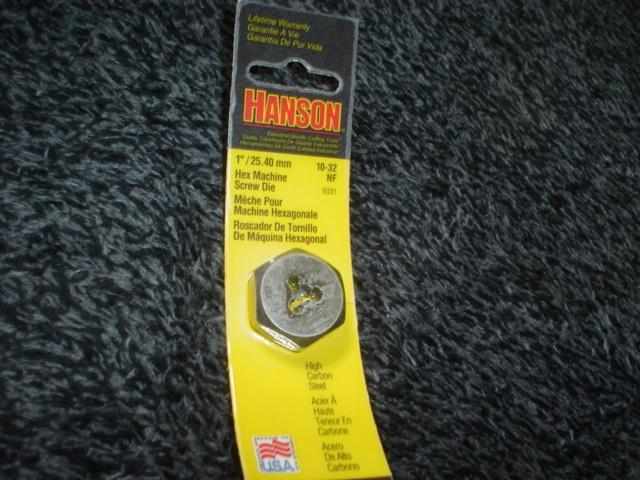 Lifetime Warranty
Garantie À Vie
Garantia De Por Vida
HANSON
1"/25.40 mm 10-32
Hex Machine NF
Screw Die
Mèche Pour
Machine Hexagonale
Roscador De Tornillo
De Máquina Hexagonal
High
Carbon
Steel
Acier À
Haute
Teneur En
Carbone
Acero
De Alto
Carbono
U.S.A.